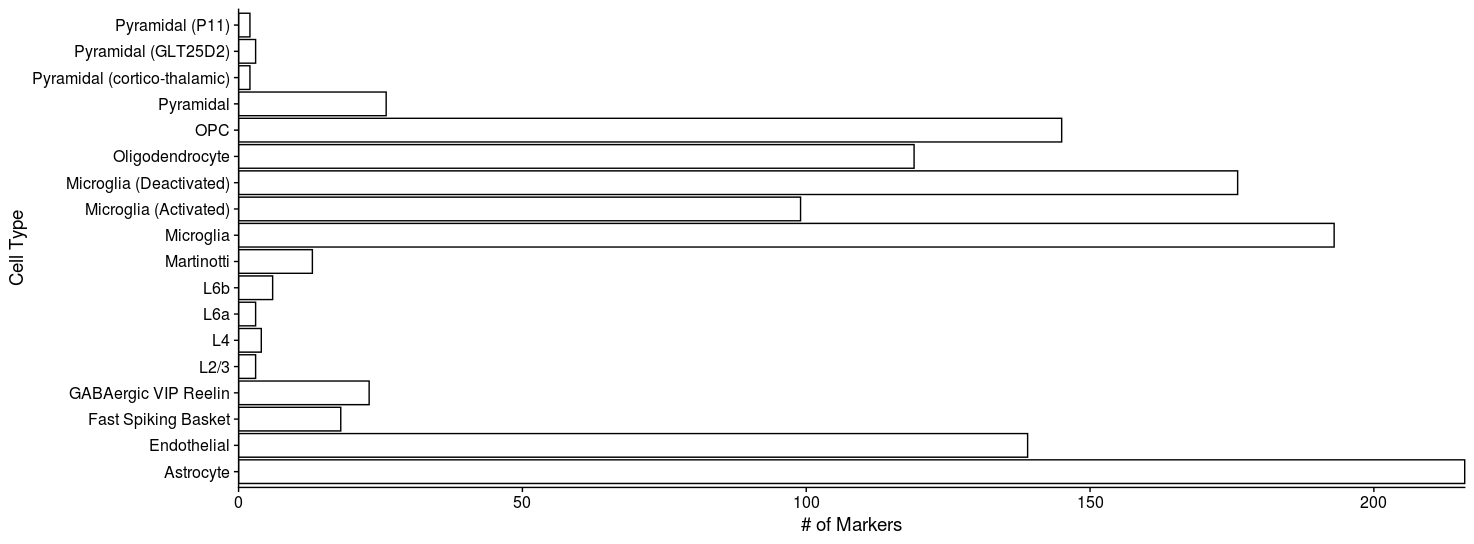 Pyramidal (P11)
Pyramidal (GLT25D2)
Pyramidal (cortico-thalamic)
Pyramidal
OPC
Oligodendrocyte
Microglia (Deactivated)
Microglia (Activated)
Microglia
Martinotti
L6b
L6a
L4
L2/3
GABAergic VIP Reelin
Fast Spiking Basket
Endothelial
Astrocyte
Cell Type
0 50 100 150 200
# of Markers